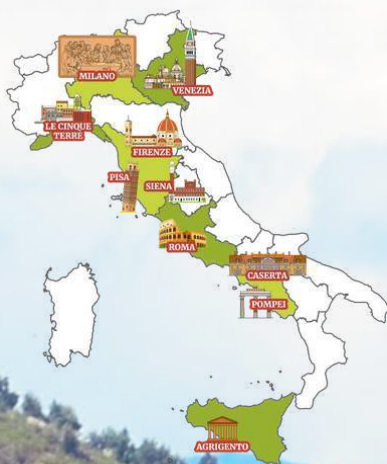 MILANO
VENEZIA
LE CINQUE
TERRE
FIRENZE
PISA
SIENA
ROMA
CASERTA
POMPEI
AGRIGENTO